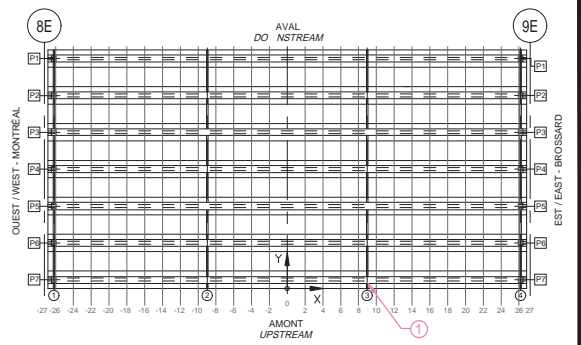 8E 9E
AVAL
DO NSTREAM
P1 P1
P2 P2
P3 P3
P4 P4
P5 P5
P6 P6
P7 P7
OUEST / WEST - MONTRÉAL
EST / EAST - BROSSARD
Y
X
1 2 3 4
-27 -26 -24 -22 -20 -18 -16 -14 -12 -10 -8 -6 -4 -2 0 2 4 6 8 10 12 14 16 18 20 22 24 26 27
AMONT
UPSTREAM
1